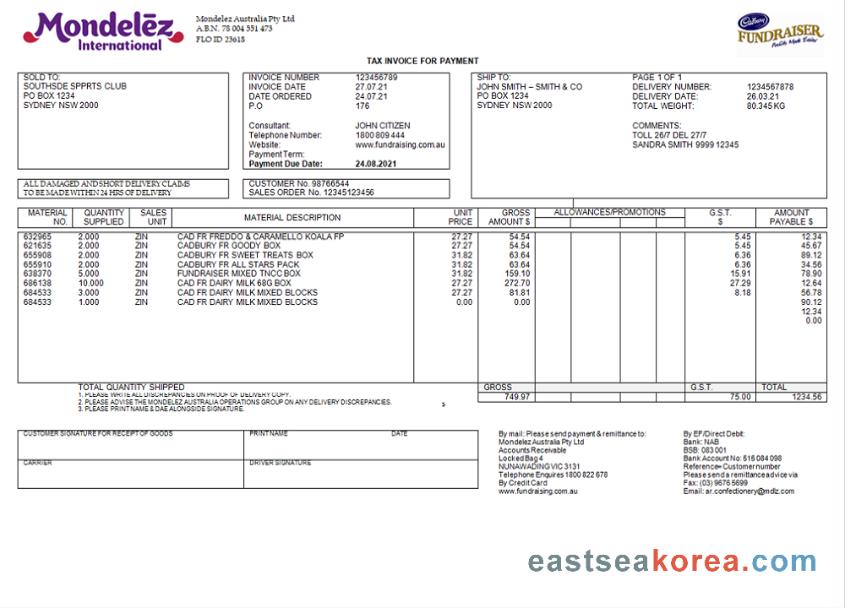 Mondelēz
International
Mondelez Australia Pty Ltd
A.B.N. 78 004 551 473
FLO ID 23618
Cadbury
FUNDRAISER
TAX INVOICE FOR PAYMENT
SOLD TO:
SOUTHSDE SPPRTS CLUB
PO BOX 1234
SYDNEY NSW 2000
INVOICE NUMBER 123456789
INVOICE DATE 27.07.21
DATE ORDERED 24.07.21
P.O 176
Consultant: JOHN CITIZEN
Telephone Number: 1800 809 444
Website: www.fundraising.com.au
Payment Term:
Payment Due Date: 24.08.2021
SHIP TO:
JOHN SMITH – SMITH & CO
PO BOX 1234
SYDNEY NSW 2000
PAGE 1 OF 1
DELIVERY NUMBER: 1234567878
DELIVERY DATE: 26.03.21
TOTAL WEIGHT: 80.345 KG
COMMENTS:
TOLL 26/7 DEL 27/7
SANDRA SMITH 9999 12345
ALL DAMAGED AND SHORT DELIVERY CLAIMS
TO BE MADE WITHIN 24 HRS OF DELIVERY
CUSTOMER No. 98766544
SALES ORDER No. 12345123456
MATERIAL NO. QUANTITY SUPPLIED SALES UNIT MATERIAL DESCRIPTION UNIT PRICE GROSS AMOUNT $ ALLOWANCES/PROMOTIONS G.S.T. $ AMOUNT PAYABLE $
632965 2.000 ZIN CAD FR FREDDO & CARAMELLO KOALA FP 27.27 54.54 5.45 12.34
621635 2.000 ZIN CADBURY FR GOODY BOX 27.27 54.54 5.45 45.67
655908 2.000 ZIN CADBURY FR SWEET TREATS BOX 31.82 63.64 6.36 89.12
655910 2.000 ZIN CADBURY FR ALL STARS PACK 31.82 63.64 6.36 34.56
638370 5.000 ZIN FUNDRAISER MIXED TNCC BOX 31.82 159.10 15.91 78.90
686138 10.000 ZIN CAD FR DAIRY MILK 68G BOX 27.27 272.70 27.29 12.64
684533 3.000 ZIN CAD FR DAIRY MILK MIXED BLOCKS 27.27 81.81 8.18 56.78
684533 1.000 ZIN CAD FR DAIRY MILK MIXED BLOCKS 0.00 0.00 90.12
12.34
0.00
TOTAL QUANTITY SHIPPED GROSS G.S.T. TOTAL
749.97 75.00 1234.56
1. PLEASE WRITE ALL DISCREPANCIES ON PROOF OF DELIVERY COPY.
2. PLEASE ADVISE THE MONDELEZ AUSTRALIA OPERATIONS GROUP ON ANY DELIVERY DISCREPANCIES.
3. PLEASE PRINT NAME & DAE ALONGSIDE SIGNATURE.
CUSTOMER SIGNATURE FOR RECEIPT OF GOODS PRINT NAME DATE
CARRIER DRIVER SIGNATURE
By mail: Please send payment & remittance to:
Mondelez Australia Pty Ltd
Accounts Receivable
Locked Bag 4
NUNAWADING VIC 3131
Telephone Enquires 1800 822 678
By Credit Card
www.fundraising.com.au
By EF/Direct Debit:
Bank: NAB
BSB: 083 001
Bank Account No: 516 084 098
Reference= Customer number
Please send a remittance advice via
Fax: (03) 9676 5699
Email: ar.confectionery@mdlz.com
eastseakorea.com